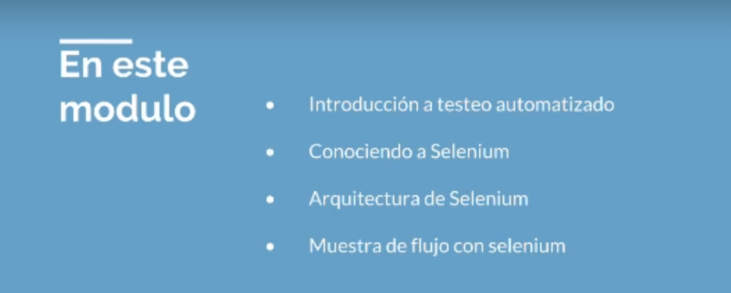 En este
modulo
• Introducción a testeo automatizado
• Conociendo a Selenium
• Arquitectura de Selenium
• Muestra de flujo con selenium